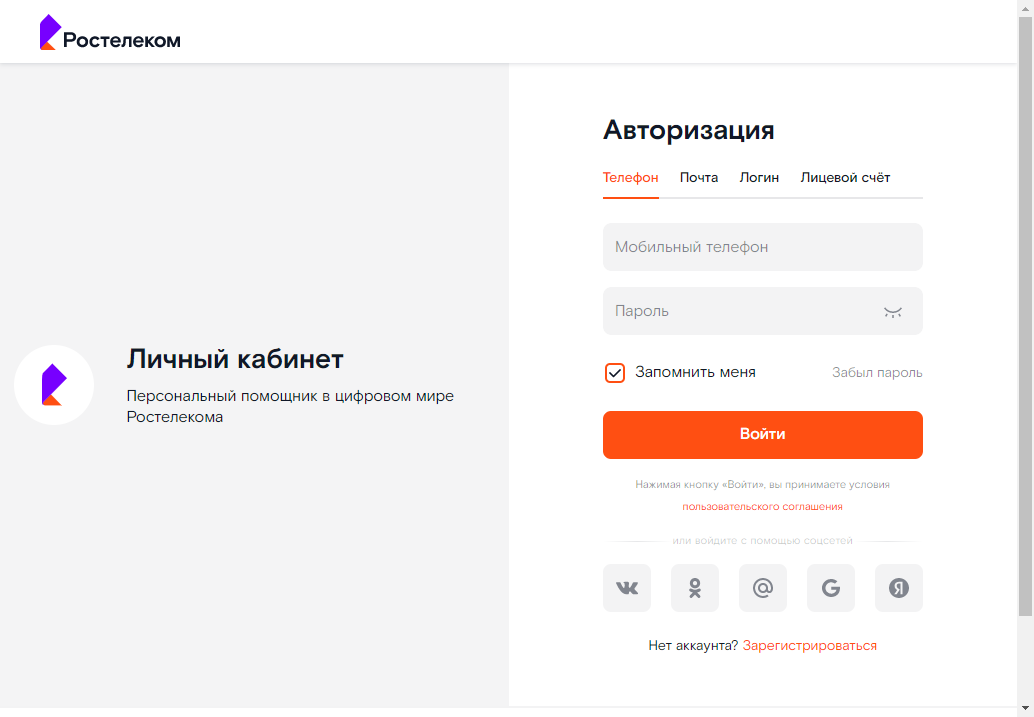 Ростелеком
Личный кабинет
Персональный помощник в цифровом мире
Ростелекома
Авторизация
Телефон Почта Логин Лицевой счёт
Мобильный телефон
Пароль
Запомнить меня Забыл пароль
Войти
Нажимая кнопку «Войти», вы принимаете условия
пользовательского соглашения
или войдите с помощью соцсетей
Нет аккаунта? Зарегистрироваться